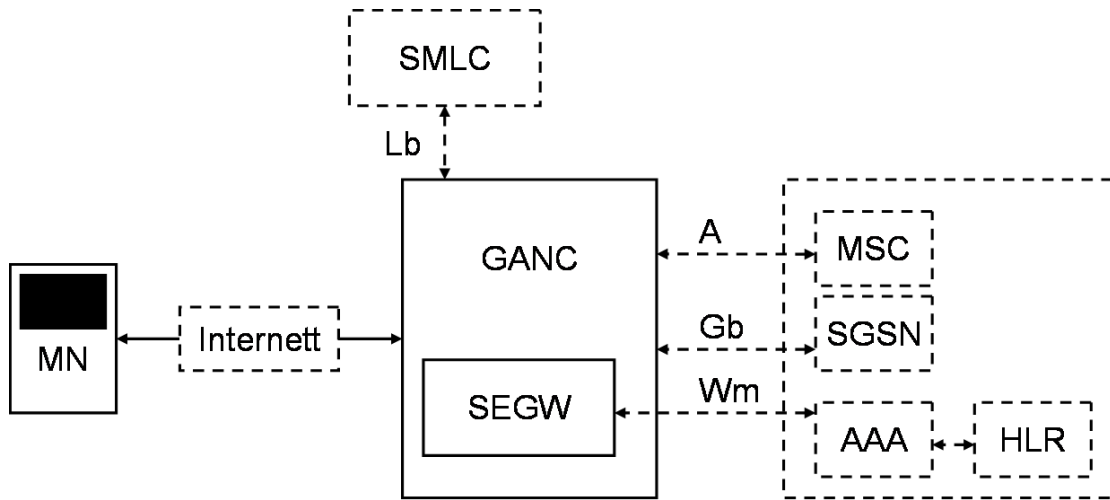 SMLC
Lb
GANC
A
MSC
MN
Internett
Gb
SGSN
SEGW
Wm
AAA
HLR